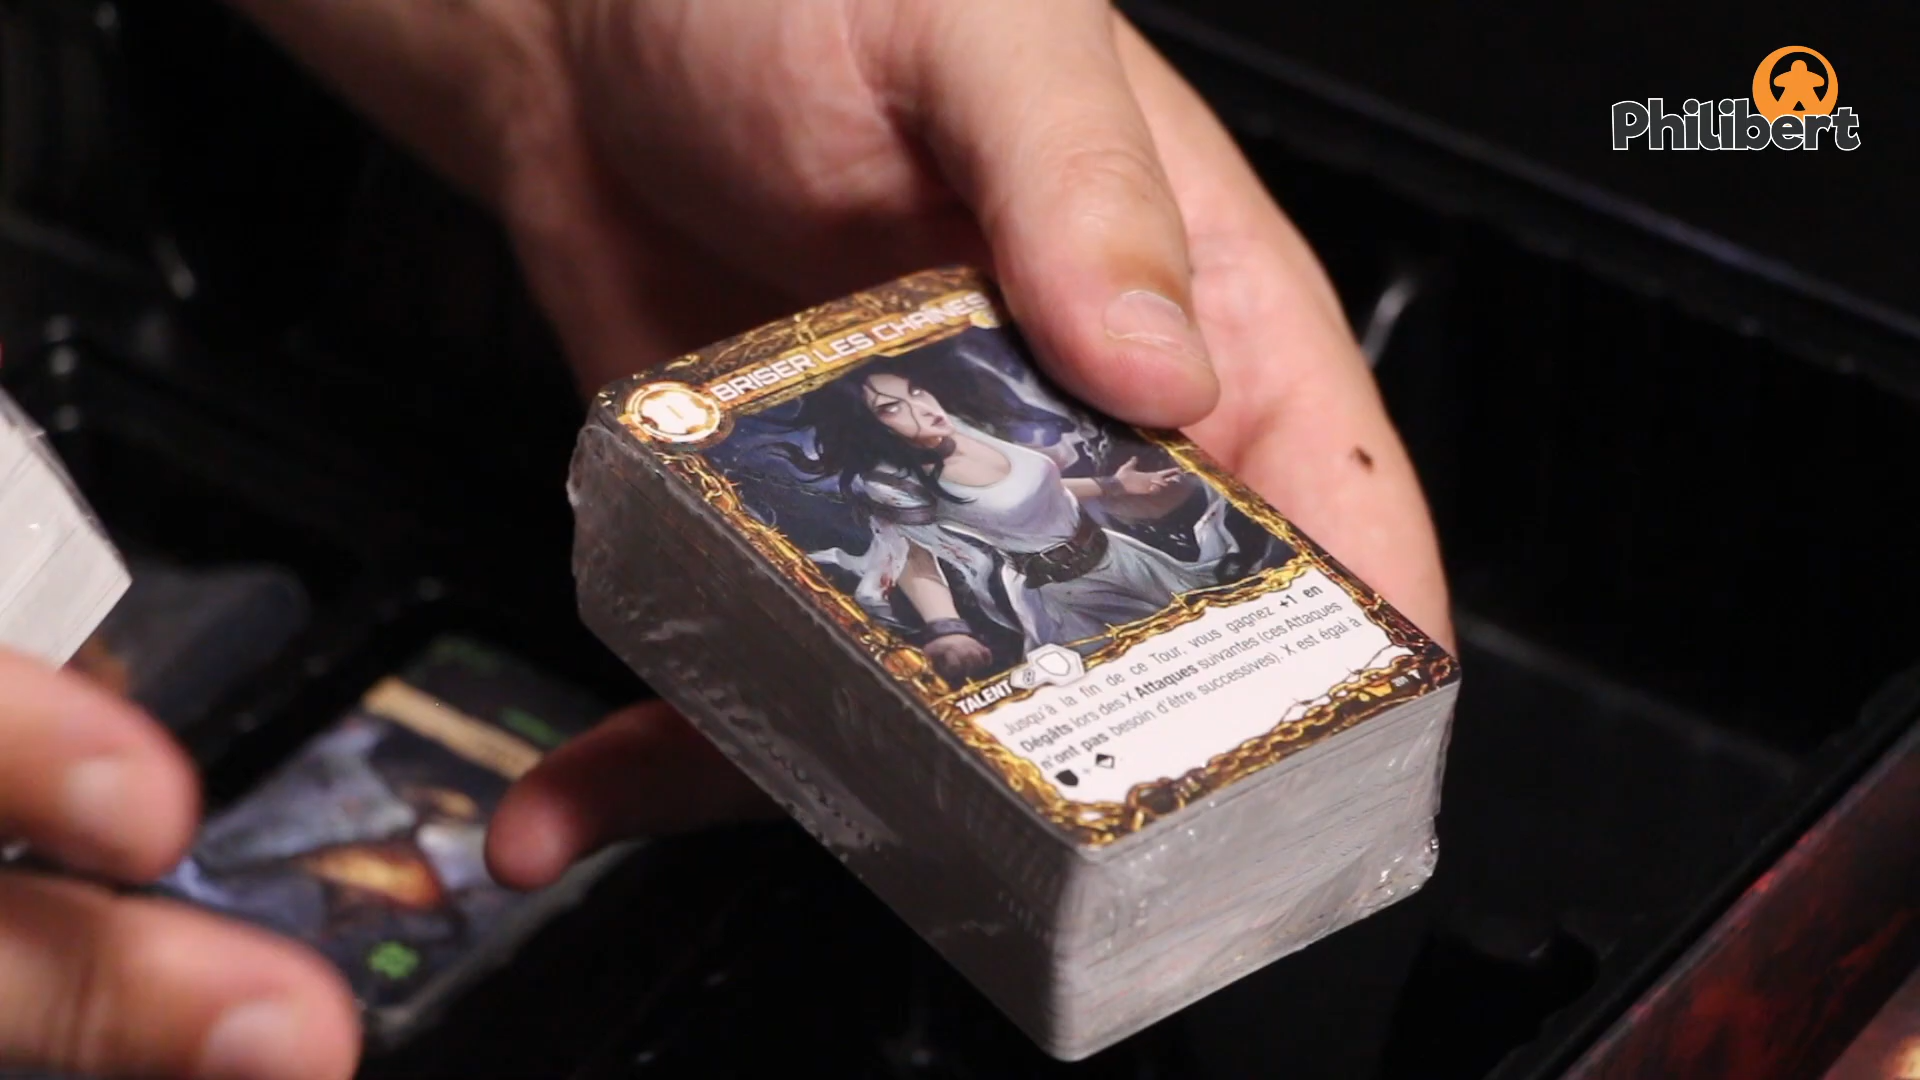 Philibert
1
BRISER LES CHAÎNES
TALENT
Jusqu'à la fin de ce Tour, vous gagnez +1 en
Dégâts lors des X Attaques suivantes (ces Attaques
n'ont pas besoin d'être successives). X est égal à